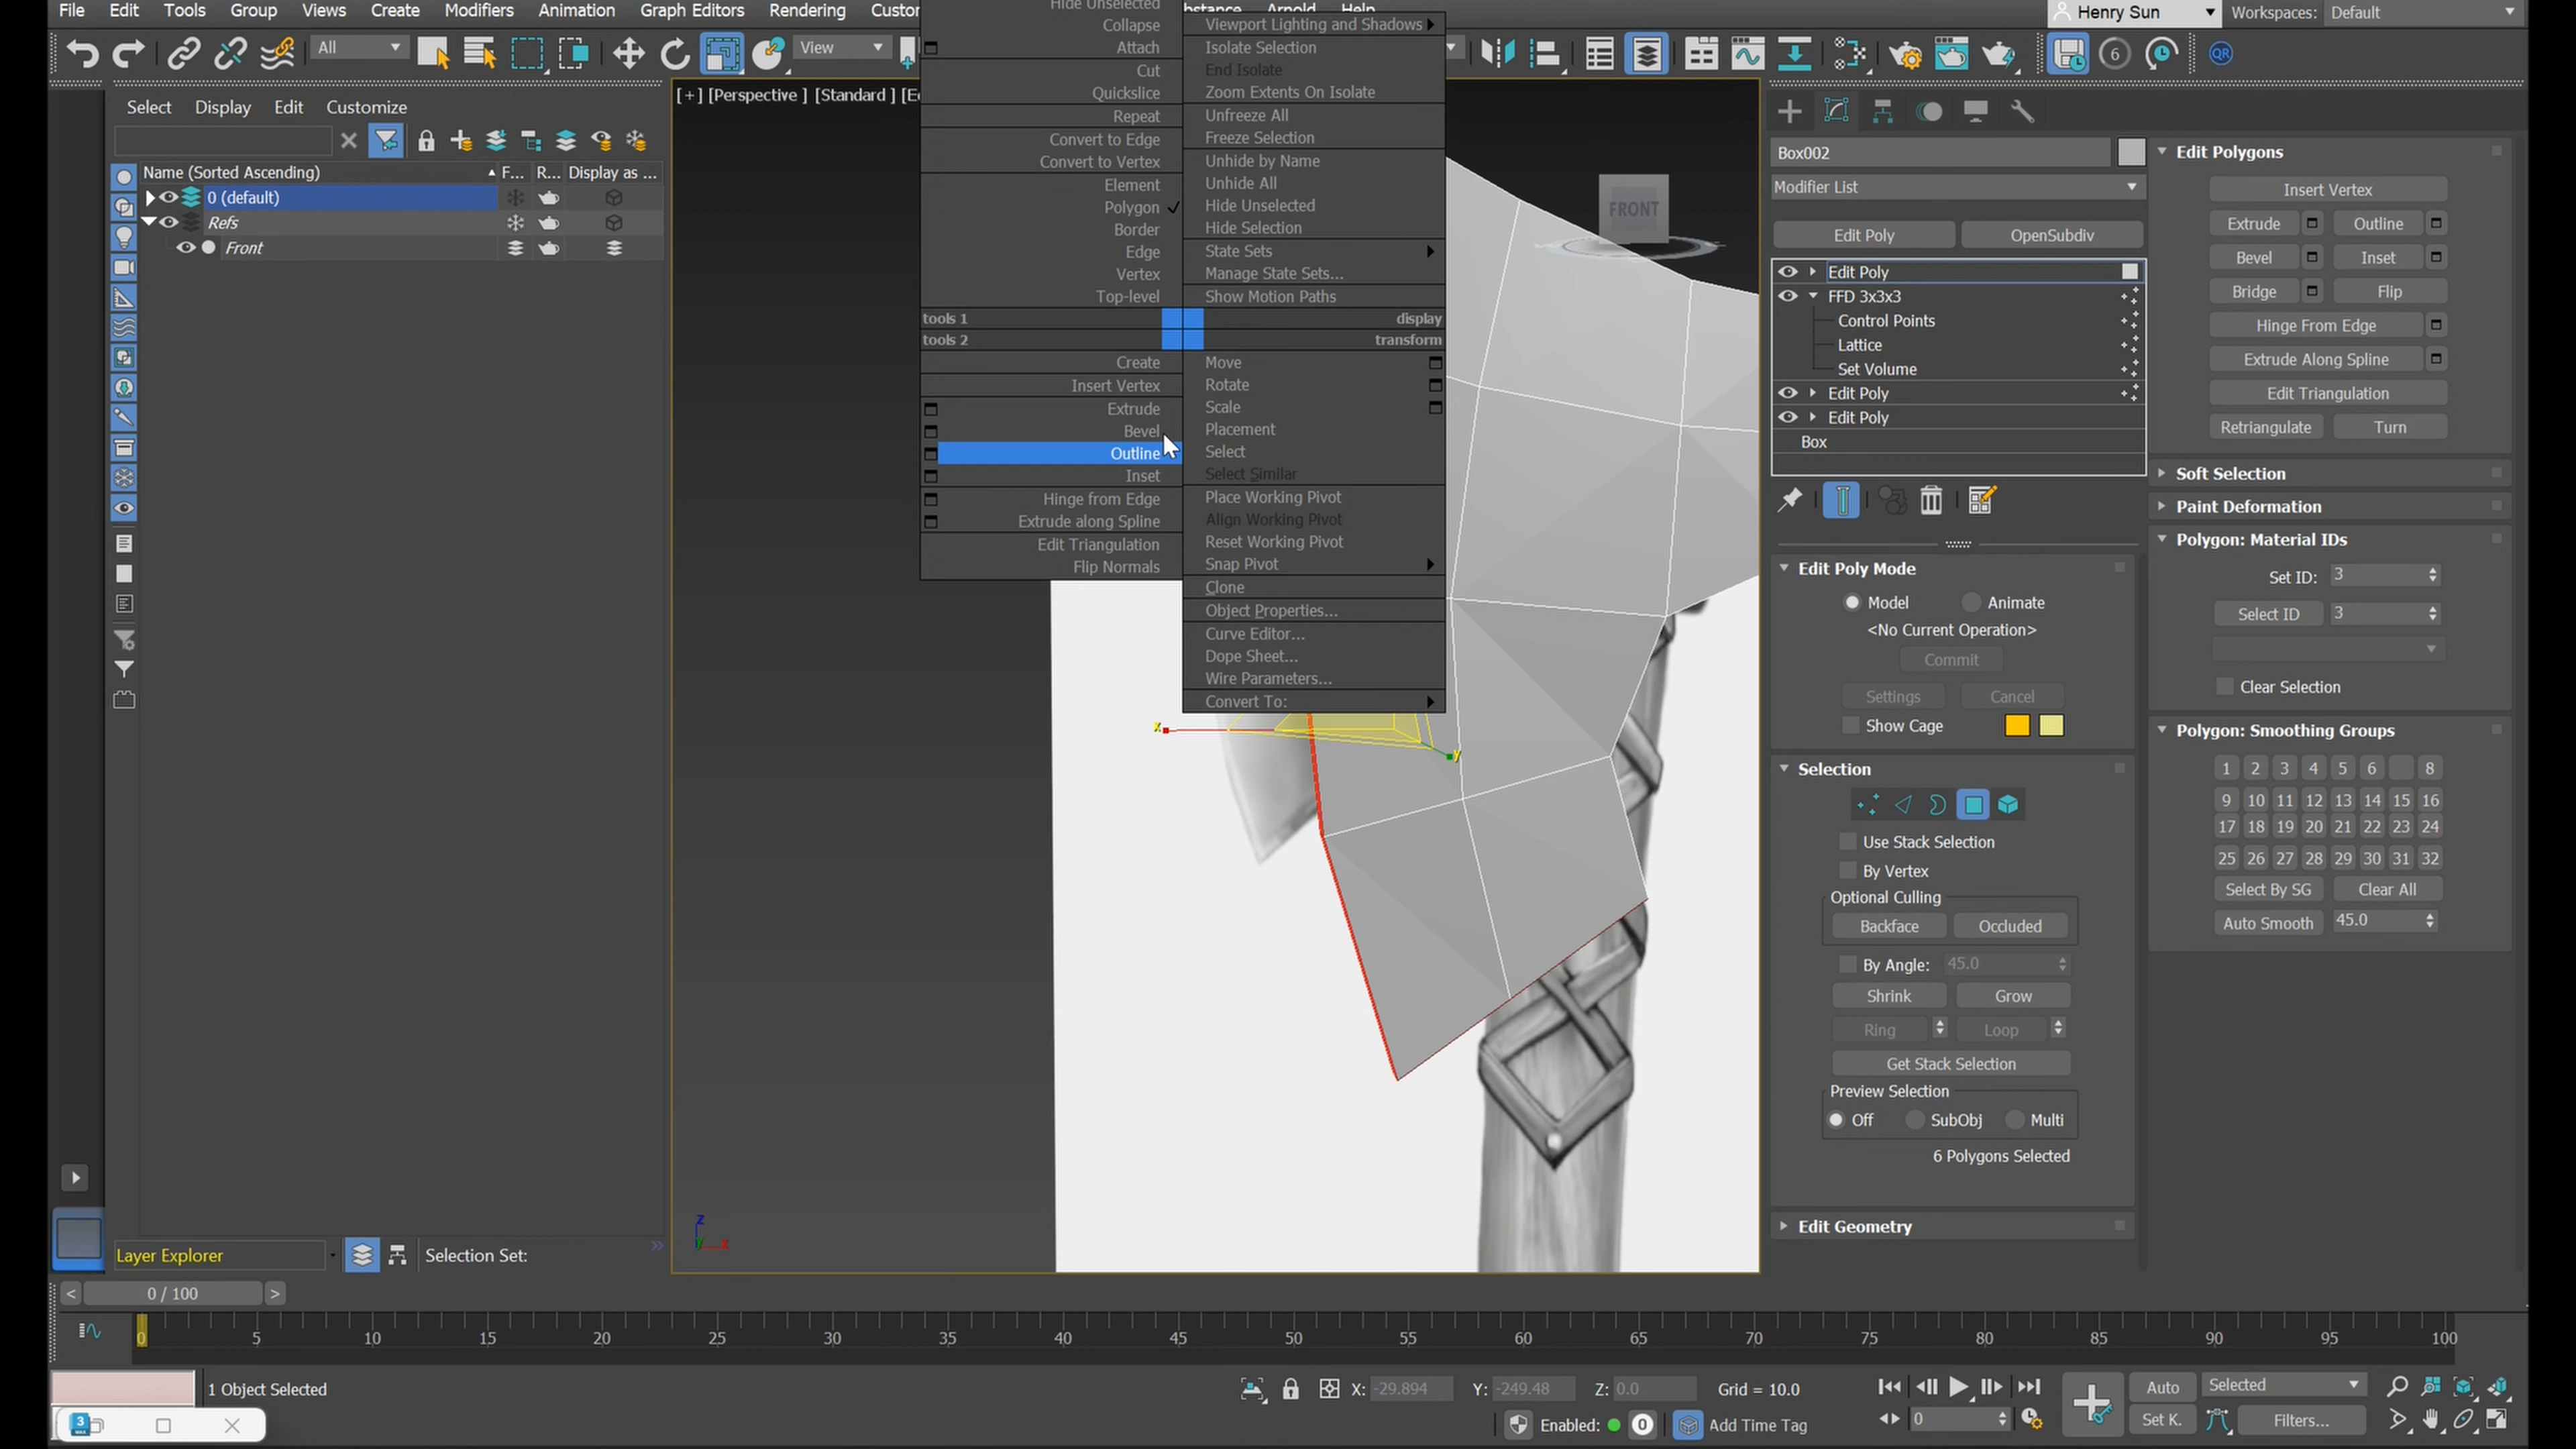 File Edit Tools Group Views Create Modifiers Animation Graph Editors Rendering Help
Henry Sun Workspaces: Default
All View
6 QR
Select Display Edit Customize
Name (Sorted Ascending) F... R... Display as ...
0 (default)
Refs
Front
Layer Explorer Selection Set:
[+] [Perspective ] [Standard ]
Hide Unselected
Collapse
Attach
Cut
Quickslice
Repeat
Convert to Edge
Convert to Vertex
Element
Polygon
Border
Edge
Vertex
Top-level
tools 1
tools 2
Create
Insert Vertex
Extrude
Bevel
Outline
Inset
Hinge from Edge
Extrude along Spline
Edit Triangulation
Flip Normals
Viewport Lighting and Shadows
Isolate Selection
End Isolate
Zoom Extents On Isolate
Unfreeze All
Freeze Selection
Unhide by Name
Unhide All
Hide Unselected
Hide Selection
State Sets
Manage State Sets...
Show Motion Paths
display
transform
Move
Rotate
Scale
Placement
Select
Select Similar
Place Working Pivot
Align Working Pivot
Reset Working Pivot
Snap Pivot
Clone
Object Properties...
Curve Editor...
Dope Sheet...
Wire Parameters...
Convert To:
FRONT
x
y
z
x
Box002
Modifier List
Edit Poly OpenSubdiv
Edit Poly
FFD 3x3x3
Control Points
Lattice
Set Volume
Edit Poly
Edit Poly
Box
Edit Poly Mode
Model Animate
<No Current Operation>
Commit
Settings Cancel
Show Cage
Selection
Use Stack Selection
By Vertex
Optional Culling
Backface Occluded
By Angle: 45.0
Shrink Grow
Ring Loop
Get Stack Selection
Preview Selection
Off SubObj Multi
6 Polygons Selected
Edit Geometry
Edit Polygons
Insert Vertex
Extrude Outline
Bevel Inset
Bridge Flip
Hinge From Edge
Extrude Along Spline
Edit Triangulation
Retriangulate Turn
Soft Selection
Paint Deformation
Polygon: Material IDs
Set ID: 3
Select ID 3
Clear Selection
Polygon: Smoothing Groups
1 2 3 4 5 6 8
9 10 11 12 13 14 15 16
17 18 19 20 21 22 23 24
25 26 27 28 29 30 31 32
Select By SG Clear All
Auto Smooth 45.0
< 0 / 100 >
0 5 10 15 20 25 30 35 40 45 50 55 60 65 70 75 80 85 90 95 100
1 Object Selected
X: -29.894 Y: -249.48 Z: 0.0 Grid = 10.0
Auto Selected
Enabled: 0 Add Time Tag
0 Set K. Filters...
3